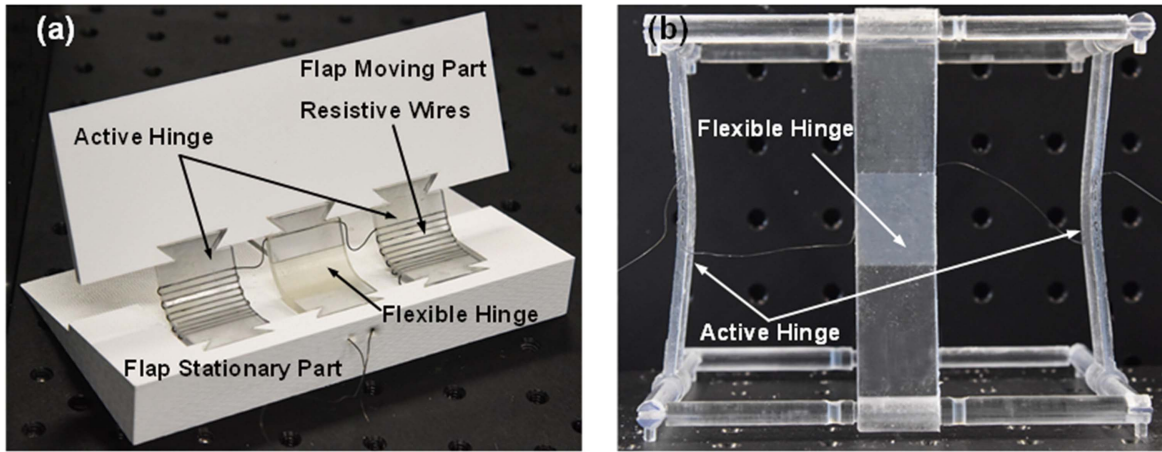 (a)
Flap Moving Part
Resistive Wires
Active Hinge
Flexible Hinge
Flap Stationary Part
(b)
Flexible Hinge
Active Hinge